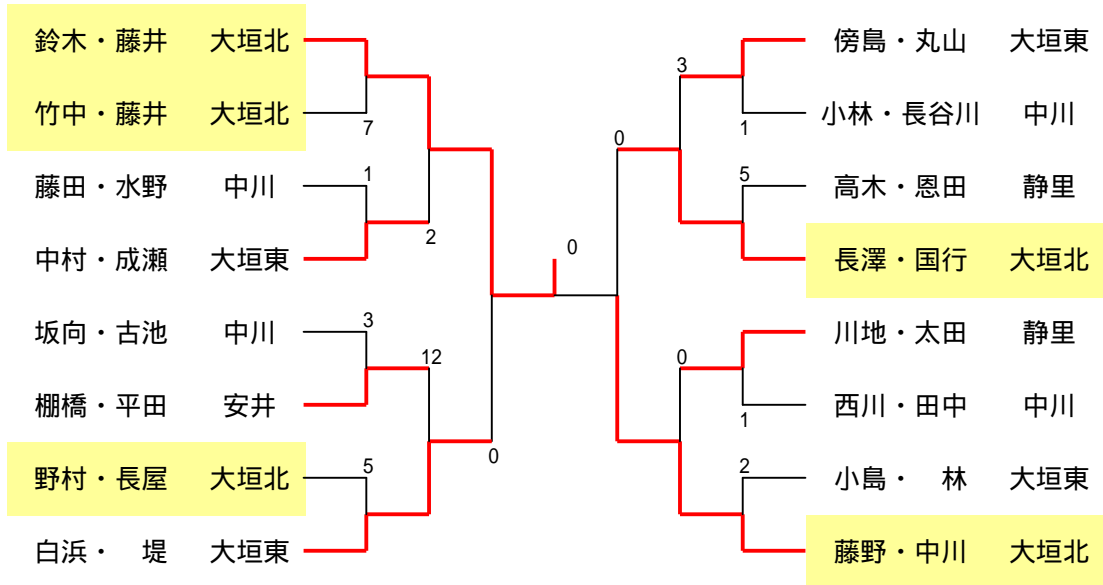 鈴木・藤井 大垣北
竹中・藤井 大垣北
7
藤田・水野 中川
1
中村・成瀬 大垣東
2
坂向・古池 中川
3
棚橋・平田 安井
12
野村・長屋 大垣北
5
白浜・ 堤 大垣東
0
0
傍島・丸山 大垣東
3
小林・長谷川 中川
1
0
高木・恩田 静里
5
長澤・国行 大垣北
川地・太田 静里
0
西川・田中 中川
1
小島・ 林 大垣東
2
藤野・中川 大垣北